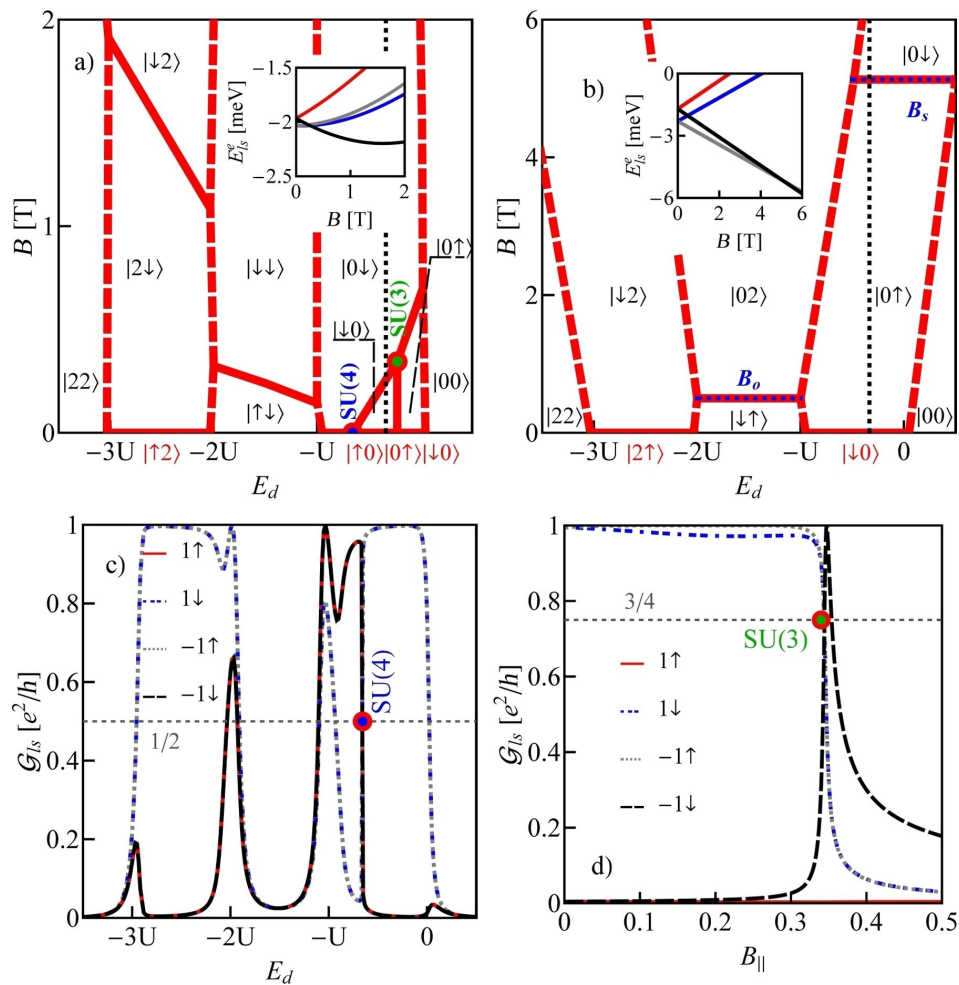 2
a)
|↓2⟩
−1.5
−2
−2.5
E^e_ls [meV]
0
1
2
B [T]
1
B [T]
|2↓⟩
|↓↓⟩
|0↓⟩
|0↑⟩
SU(3)
|↓0⟩
SU(4)
|22⟩
|↑↓⟩
|00⟩
0
−3U
|↑2⟩
−2U
−U
|↑0⟩
|0↑⟩
|↓0⟩
E_d
6
b)
|0↓⟩
B_s
0
−3
−6
E^e_ls [meV]
0
2
4
6
B [T]
4
B [T]
|↓2⟩
|02⟩
|0↑⟩
2
B_o
|22⟩
|↓↑⟩
|00⟩
0
−3U
|2↑⟩
−2U
−U
|↓0⟩
0
E_d
1
1↑
c)
0.8
1↓
−1↑
0.6
−1↓
SU(4)
1/2
0.4
0.2
0
𝒢_ls [e²/h]
−3U
−2U
−U
0
E_d
1
0.8
3/4
SU(3)
0.6
1↑
1↓
0.4
−1↑
−1↓
0.2
d)
0
𝒢_ls [e²/h]
0
0.1
0.2
0.3
0.4
0.5
B_||